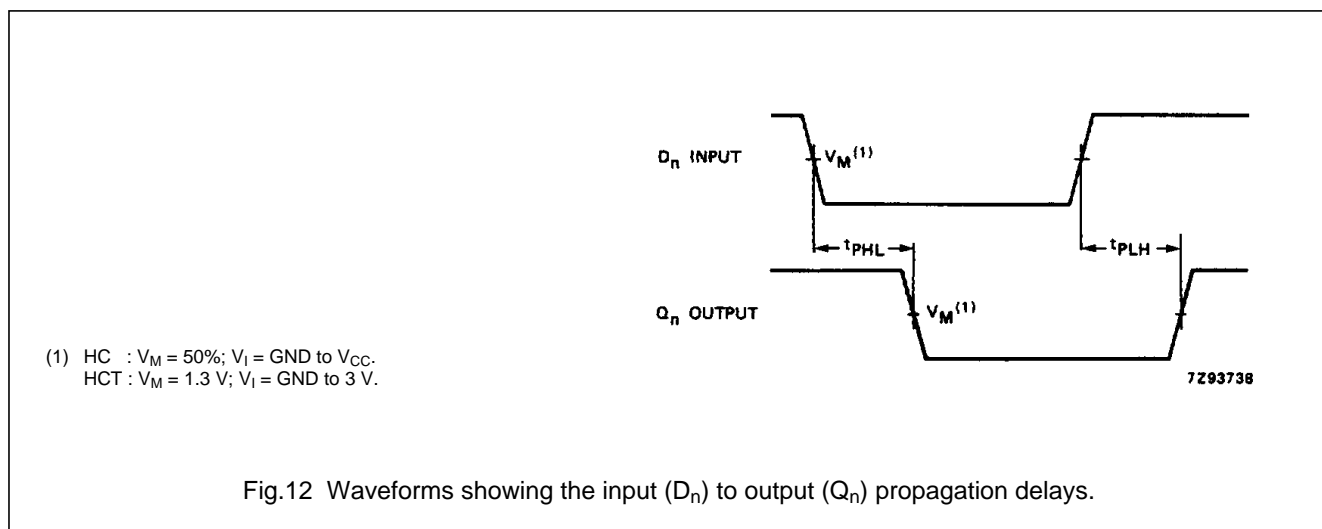 Dn INPUT
VM(1)
tPHL
tPLH
Qn OUTPUT
VM(1)
(1) HC : VM = 50%; VI = GND to VCC.
HCT : VM = 1.3 V; VI = GND to 3 V.
7Z93738
Fig.12 Waveforms showing the input (Dn) to output (Qn) propagation delays.